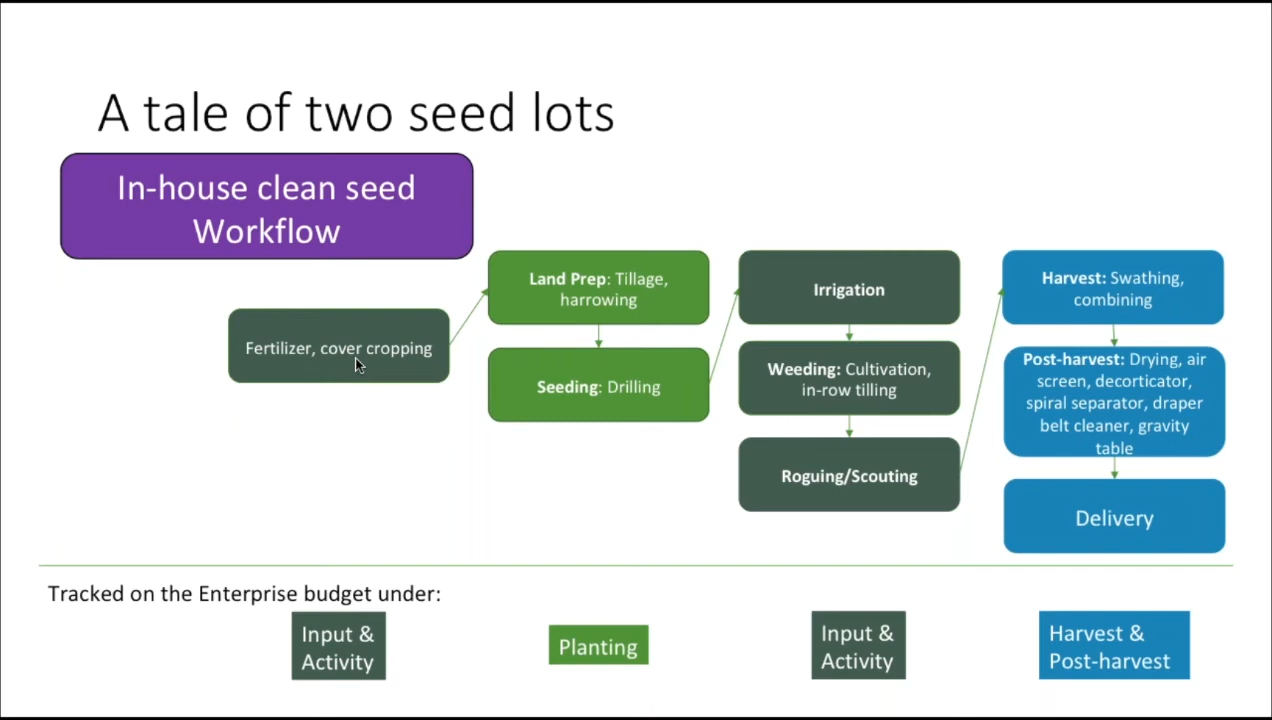 A tale of two seed lots
In-house clean seed
Workflow
Fertilizer, cover cropping
Land Prep: Tillage,
harrowing
Seeding: Drilling
Irrigation
Weeding: Cultivation,
in-row tilling
Roguing/Scouting
Harvest: Swathing,
combining
Post-harvest: Drying, air
screen, decorticator,
spiral separator, draper
belt cleaner, gravity
table
Delivery
Tracked on the Enterprise budget under:
Input &
Activity
Planting
Input &
Activity
Harvest &
Post-harvest